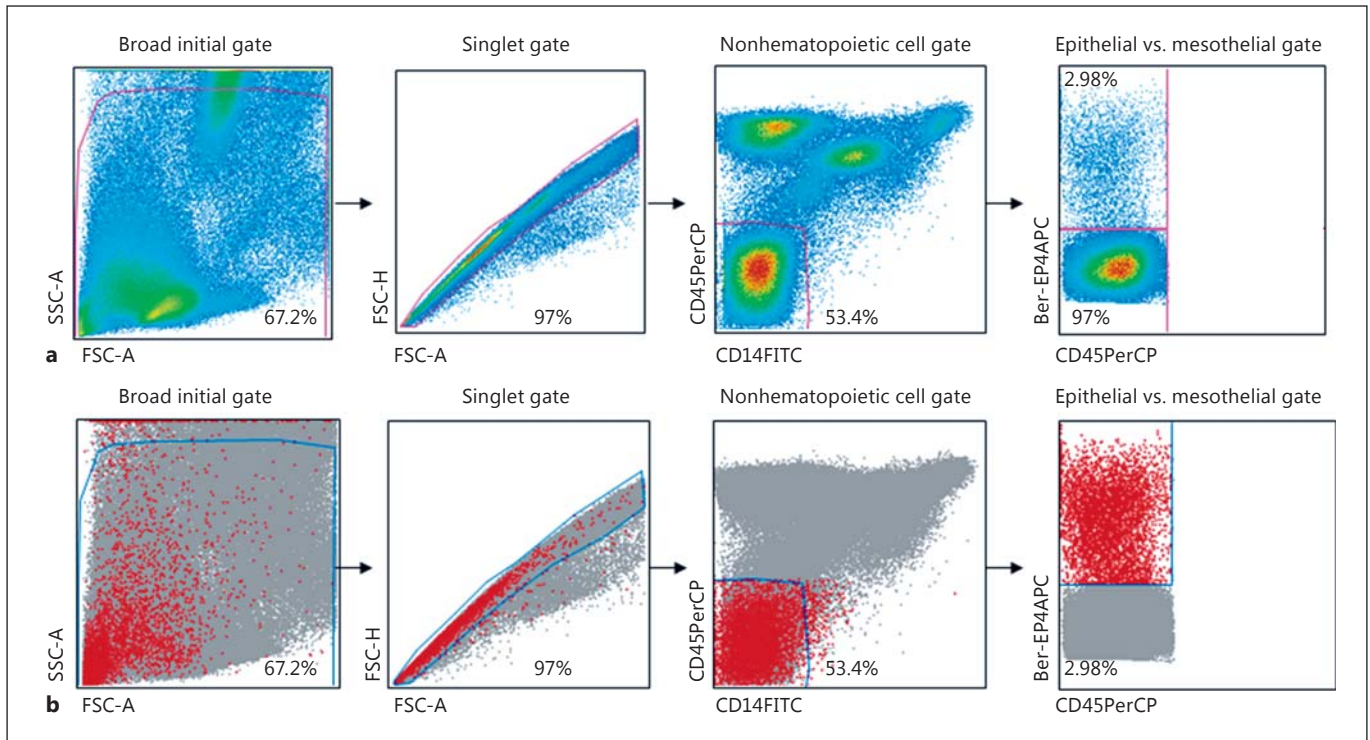 Broad initial gate
Singlet gate
Nonhematopoietic cell gate
Epithelial vs. mesothelial gate
SSC-A
67.2%
FSC-H
97%
CD45PerCP
53.4%
Ber-EP4APC
2.98%
97%
a FSC-A
FSC-A
CD14FITC
CD45PerCP
Broad initial gate
Singlet gate
Nonhematopoietic cell gate
Epithelial vs. mesothelial gate
SSC-A
67.2%
FSC-H
97%
CD45PerCP
53.4%
Ber-EP4APC
2.98%
b FSC-A
FSC-A
CD14FITC
CD45PerCP